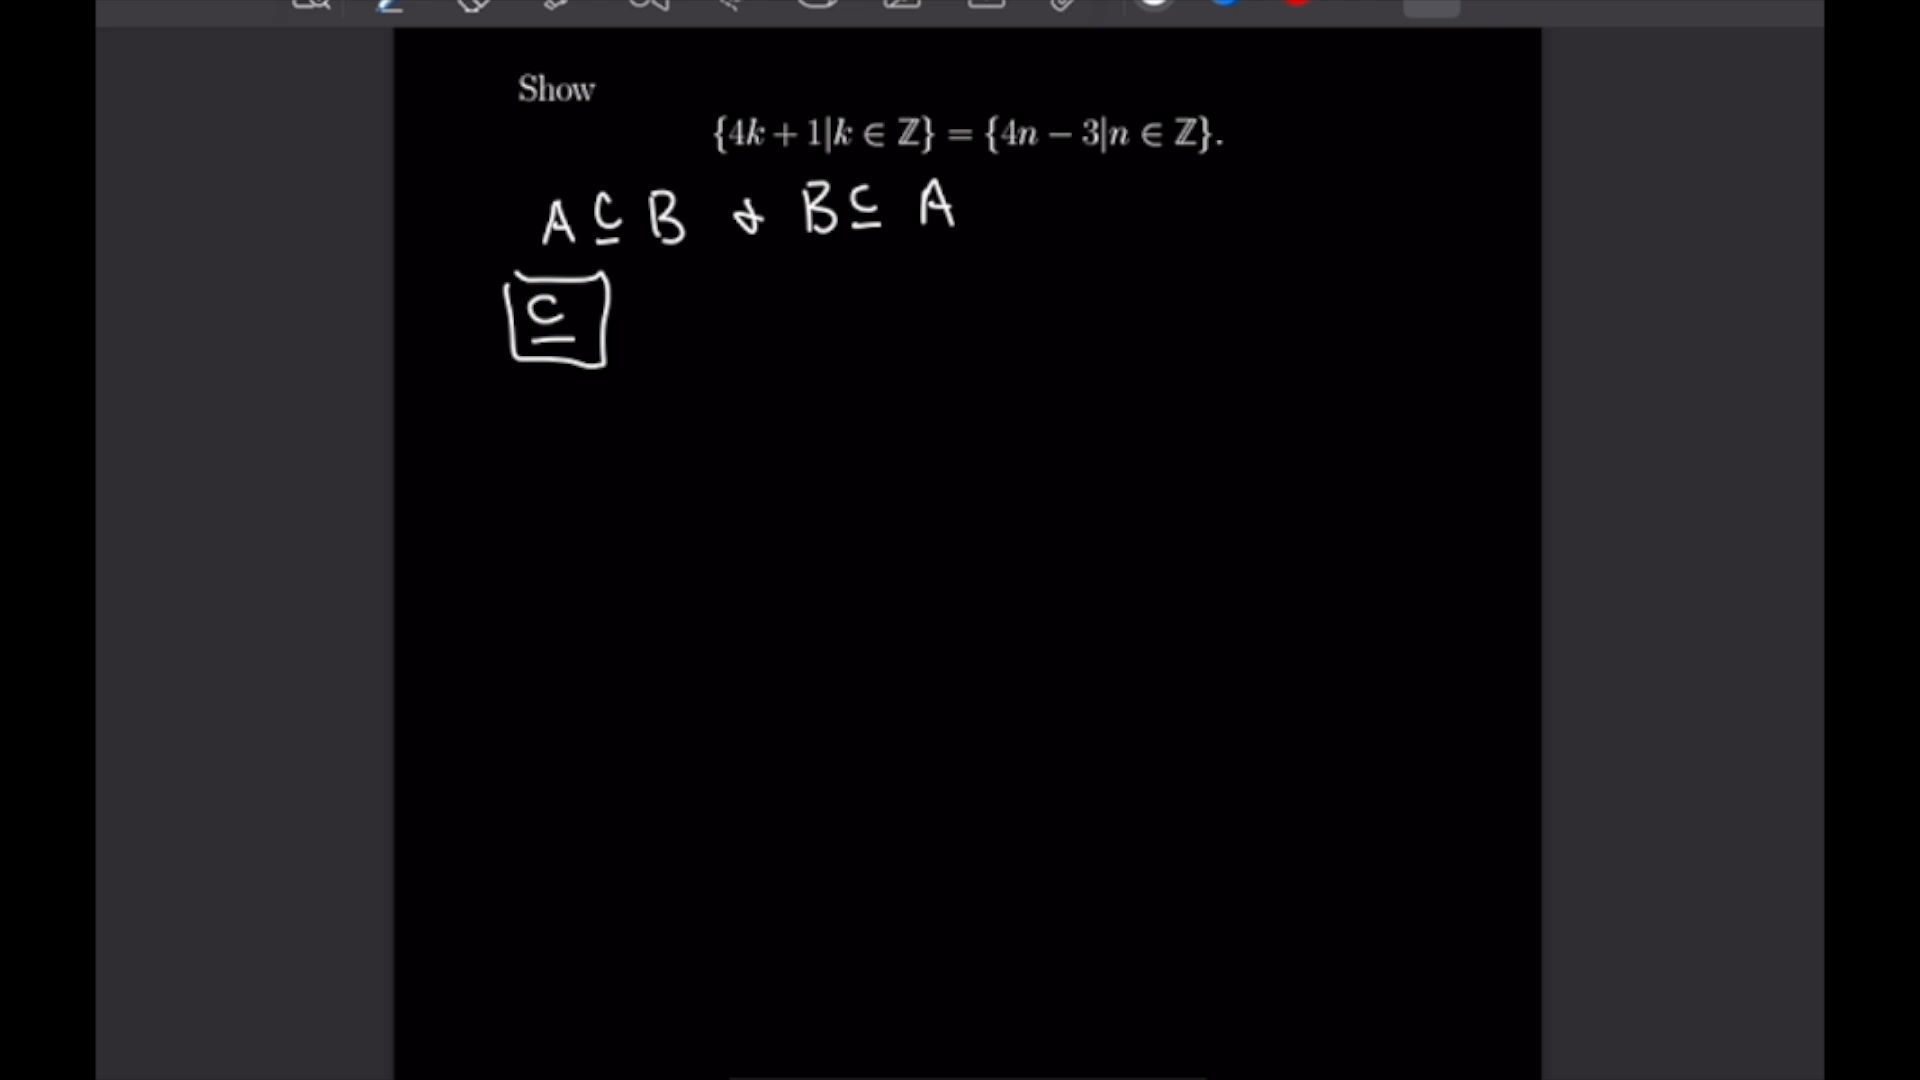 Show
{4k + 1|k ∈ ℤ} = {4n − 3|n ∈ ℤ}.
A ⊆ B & B ⊆ A
⊆